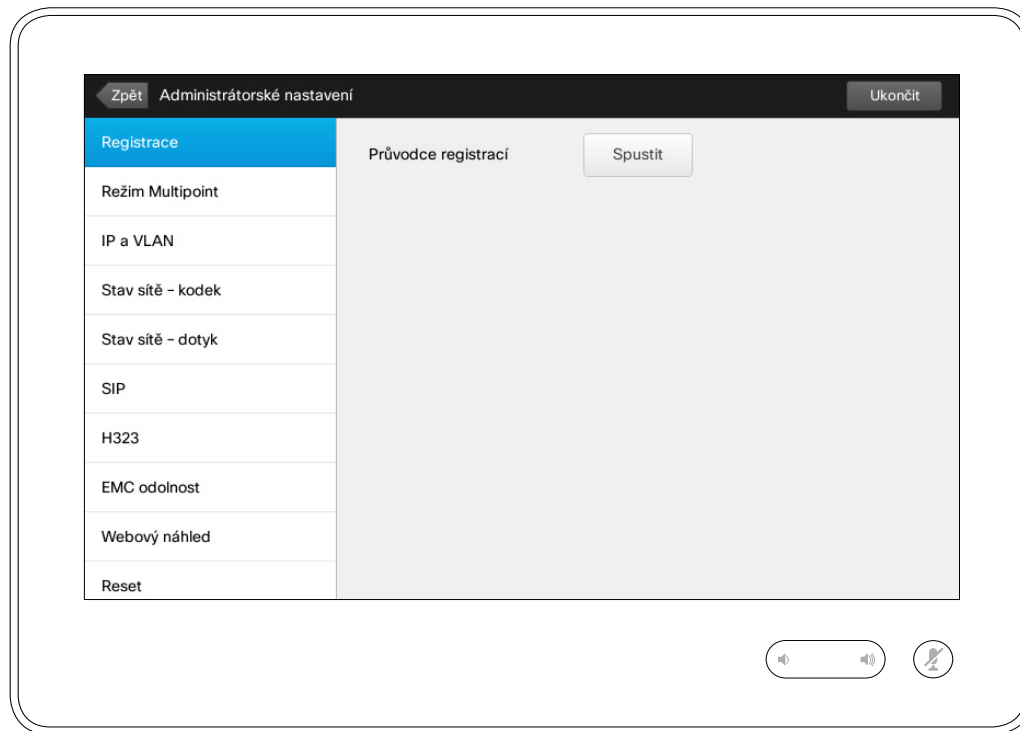 Zpět Administrátorské nastavení Ukončit
Registrace
Průvodce registrací Spustit
Režim Multipoint
IP a VLAN
Stav sítě – kodek
Stav sítě – dotyk
SIP
H323
EMC odolnost
Webový náhled
Reset